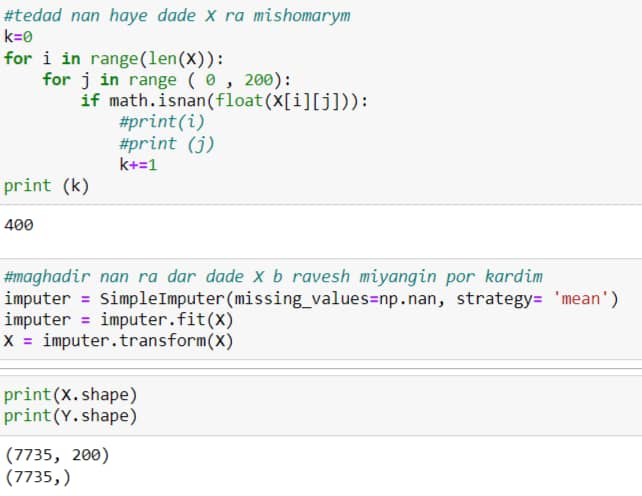 #tedad nan haye dade X ra mishomarym
k=0
for i in range(len(X)):
    for j in range ( 0 , 200):
        if math.isnan(float(X[i][j])):
            #print(i)
            #print (j)
            k+=1
print (k)
400
#maghadir nan ra dar dade X b ravesh miyangin por kardim
imputer = SimpleImputer(missing_values=np.nan, strategy= 'mean')
imputer = imputer.fit(X)
X = imputer.transform(X)
print(X.shape)
print(Y.shape)
(7735, 200)
(7735,)